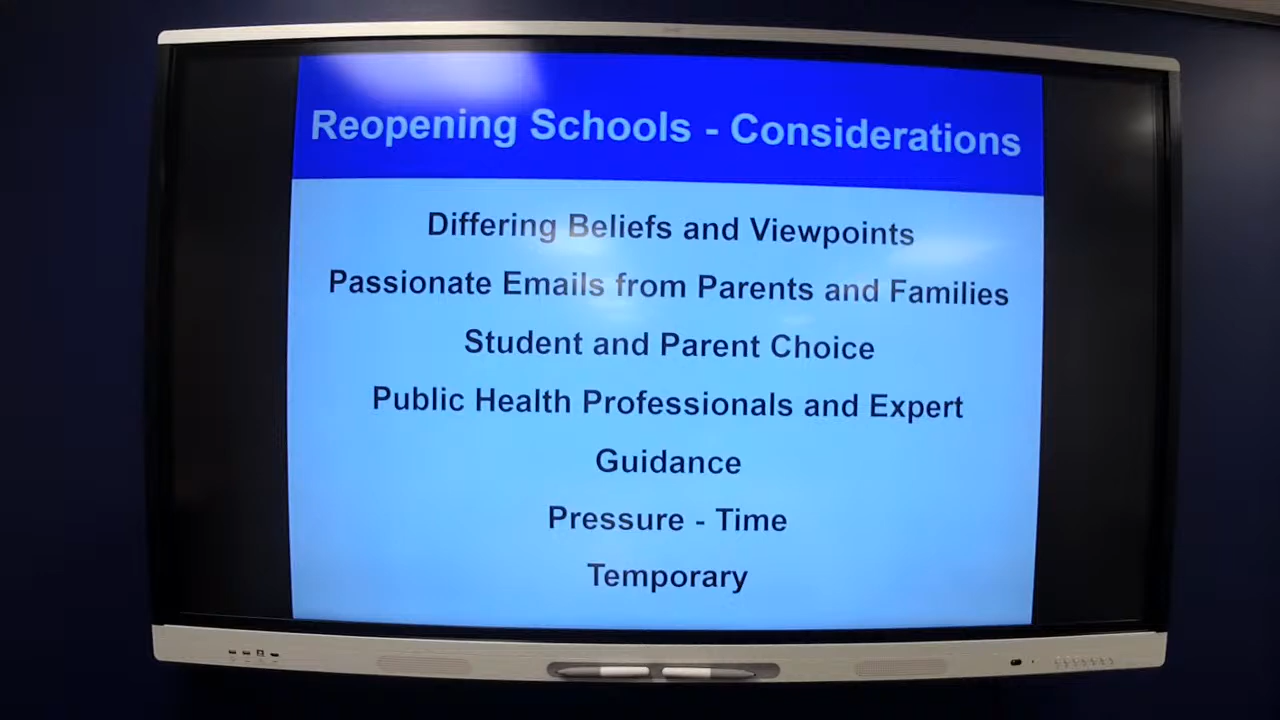 Reopening Schools - Considerations
Differing Beliefs and Viewpoints
Passionate Emails from Parents and Families
Student and Parent Choice
Public Health Professionals and Expert
Guidance
Pressure - Time
Temporary